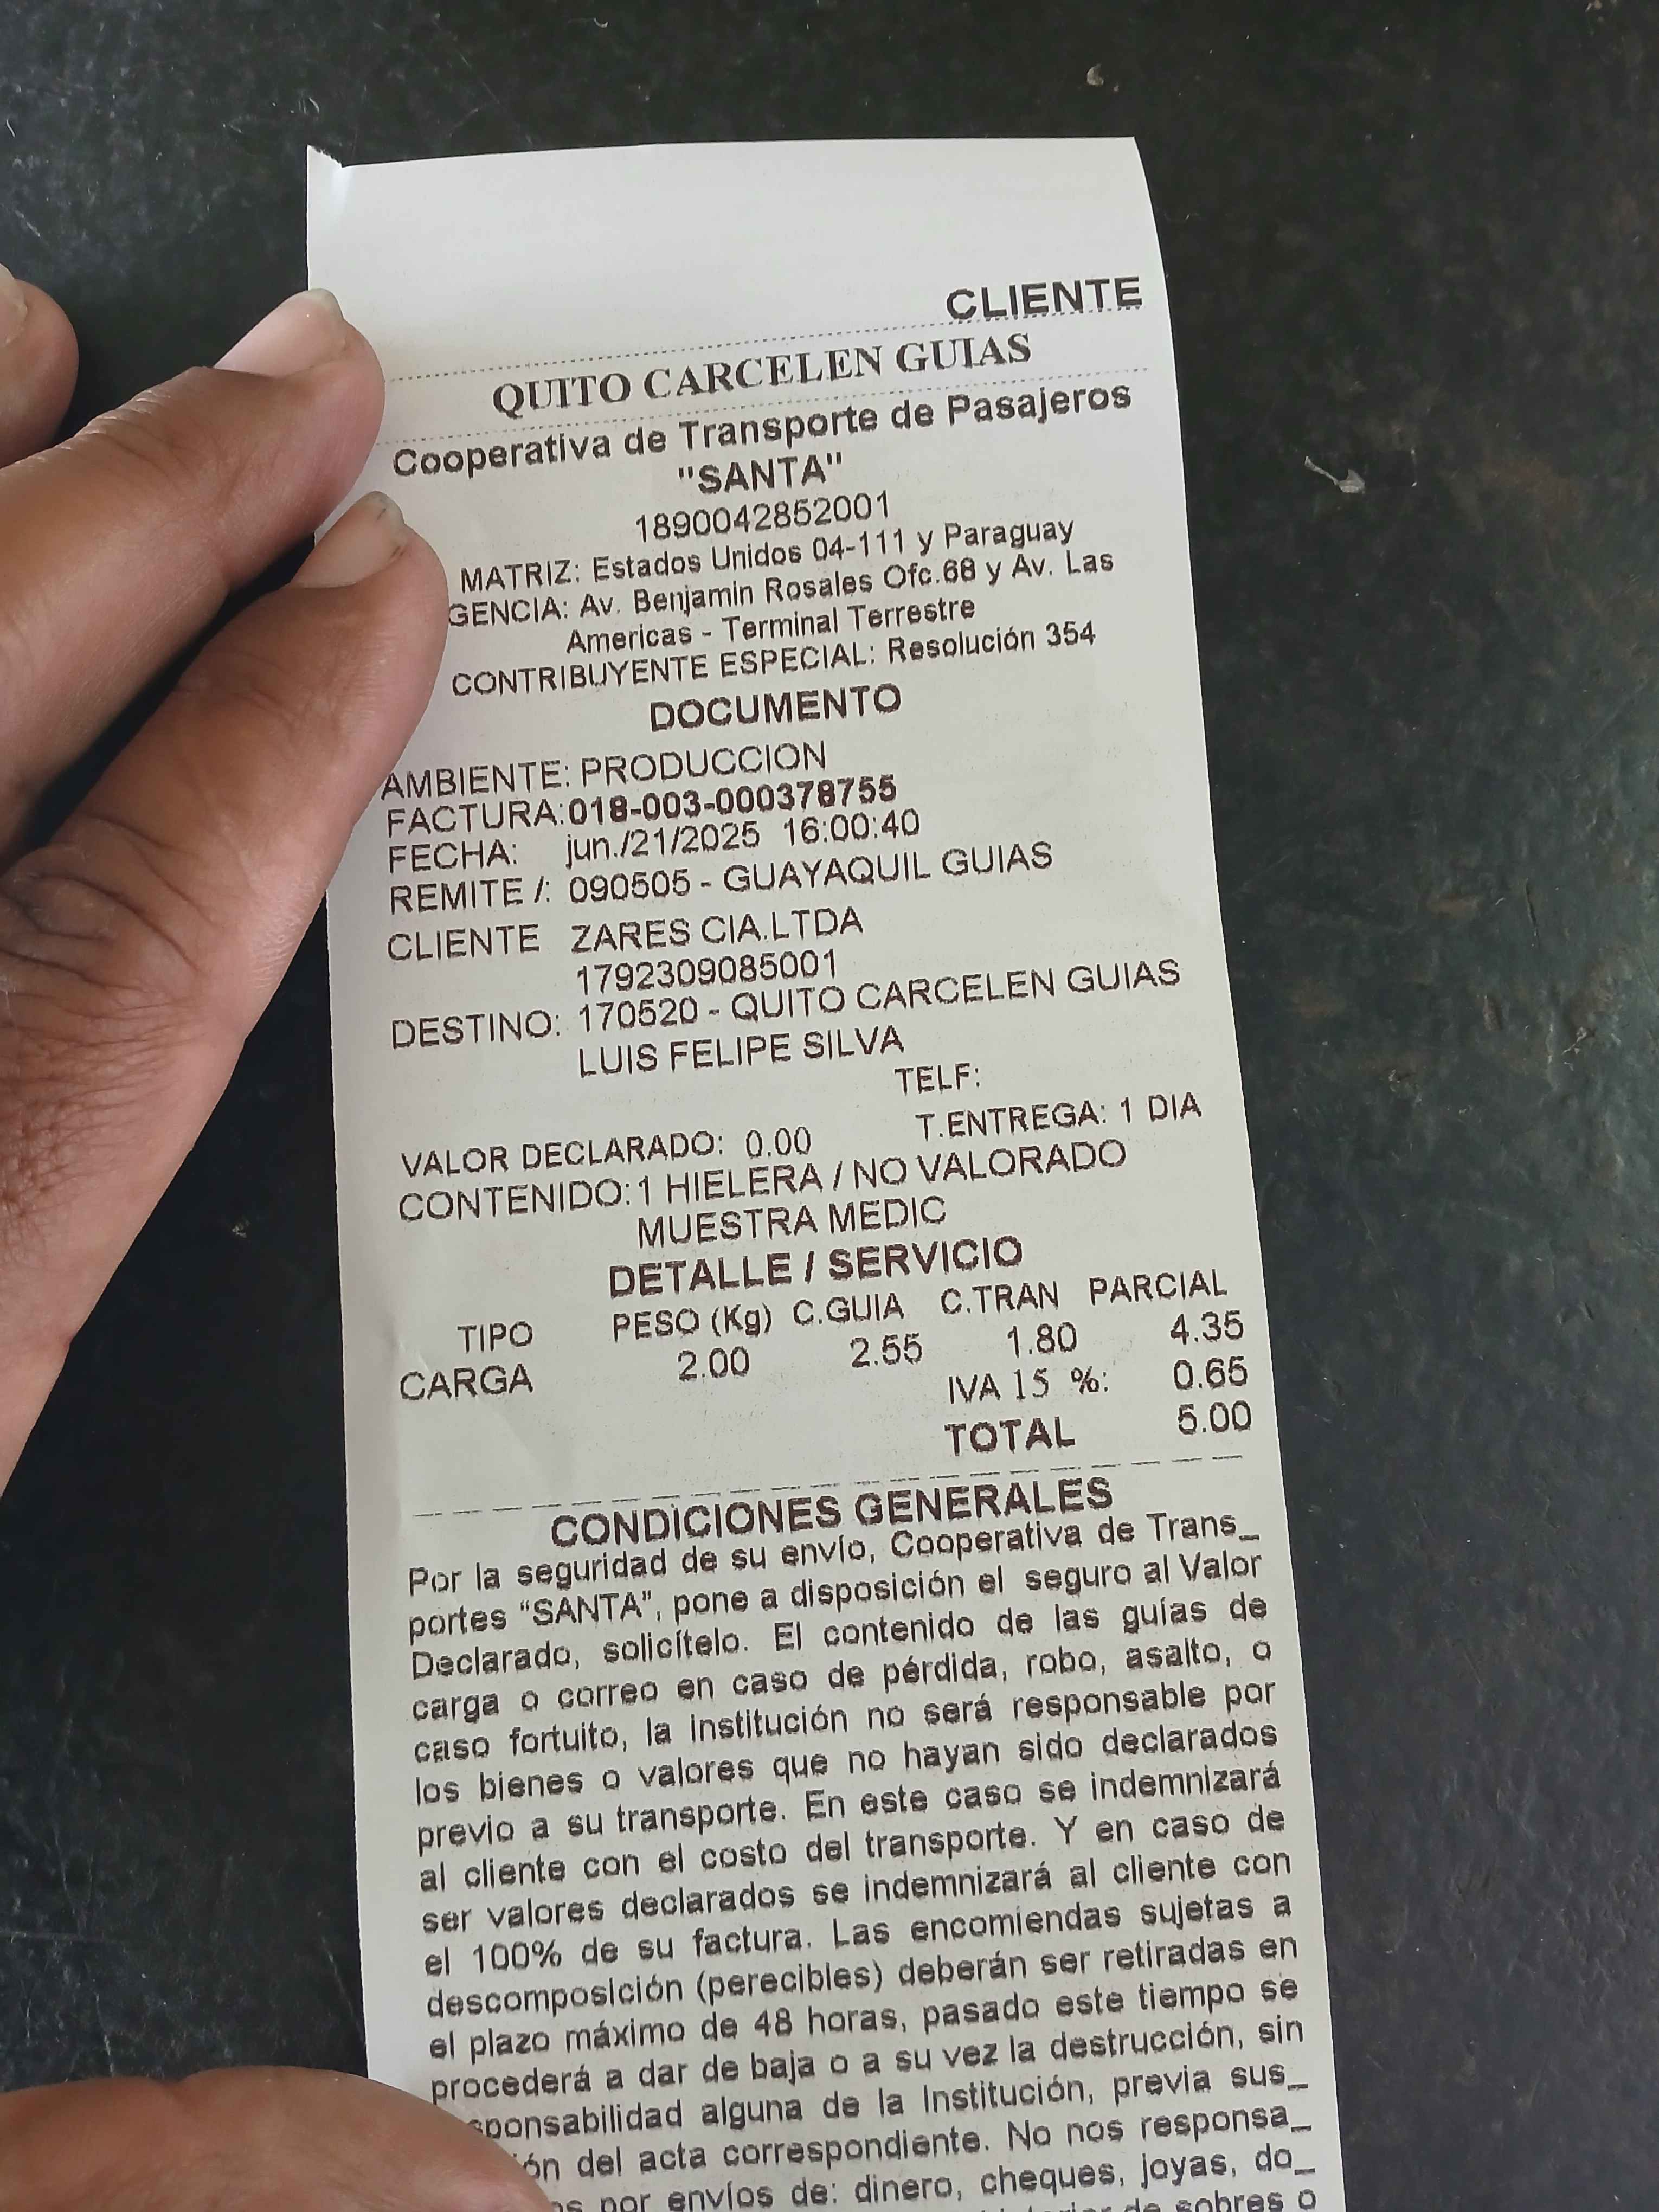 CLIENTE
QUITO CARCELEN GUIAS
Cooperativa de Transporte de Pasajeros
"SANTA"
1890042852001
MATRIZ: Estados Unidos 04-111 y Paraguay
GENCIA: Av. Benjamin Rosales Ofc.68 y Av. Las
Americas - Terminal Terrestre
CONTRIBUYENTE ESPECIAL: Resolución 354
DOCUMENTO
AMBIENTE: PRODUCCION
FACTURA:018-003-000378755
FECHA: jun./21/2025 16:00:40
REMITE /: 090505 - GUAYAQUIL GUIAS
CLIENTE ZARES CIA.LTDA
1792309085001
DESTINO: 170520 - QUITO CARCELEN GUIAS
LUIS FELIPE SILVA
TELF:
VALOR DECLARADO: 0.00 T.ENTREGA: 1 DIA
CONTENIDO:1 HIELERA / NO VALORADO
MUESTRA MEDIC
DETALLE / SERVICIO
TIPO PESO (Kg) C.GUIA C.TRAN PARCIAL
CARGA 2.00 2.55 1.80 4.35
IVA 15 %: 0.65
TOTAL 5.00
CONDICIONES GENERALES
Por la seguridad de su envío, Cooperativa de Trans_
portes “SANTA”, pone a disposición el seguro al Valor
Declarado, solicítelo. El contenido de las guías de
carga o correo en caso de pérdida, robo, asalto, o
caso fortuito, la institución no será responsable por
los bienes o valores que no hayan sido declarados
previo a su transporte. En este caso se indemnizará
al cliente con el costo del transporte. Y en caso de
ser valores declarados se indemnizará al cliente con
el 100% de su factura. Las encomiendas sujetas a
descomposición (perecibles) deberán ser retiradas en
el plazo máximo de 48 horas, pasado este tiempo se
procederá a dar de baja o a su vez la destrucción, sin
sponsabilidad alguna de la Institución, previa sus_
ón del acta correspondiente. No nos responsa_
os por envíos de: dinero, cheques, joyas, do_
de sobres o